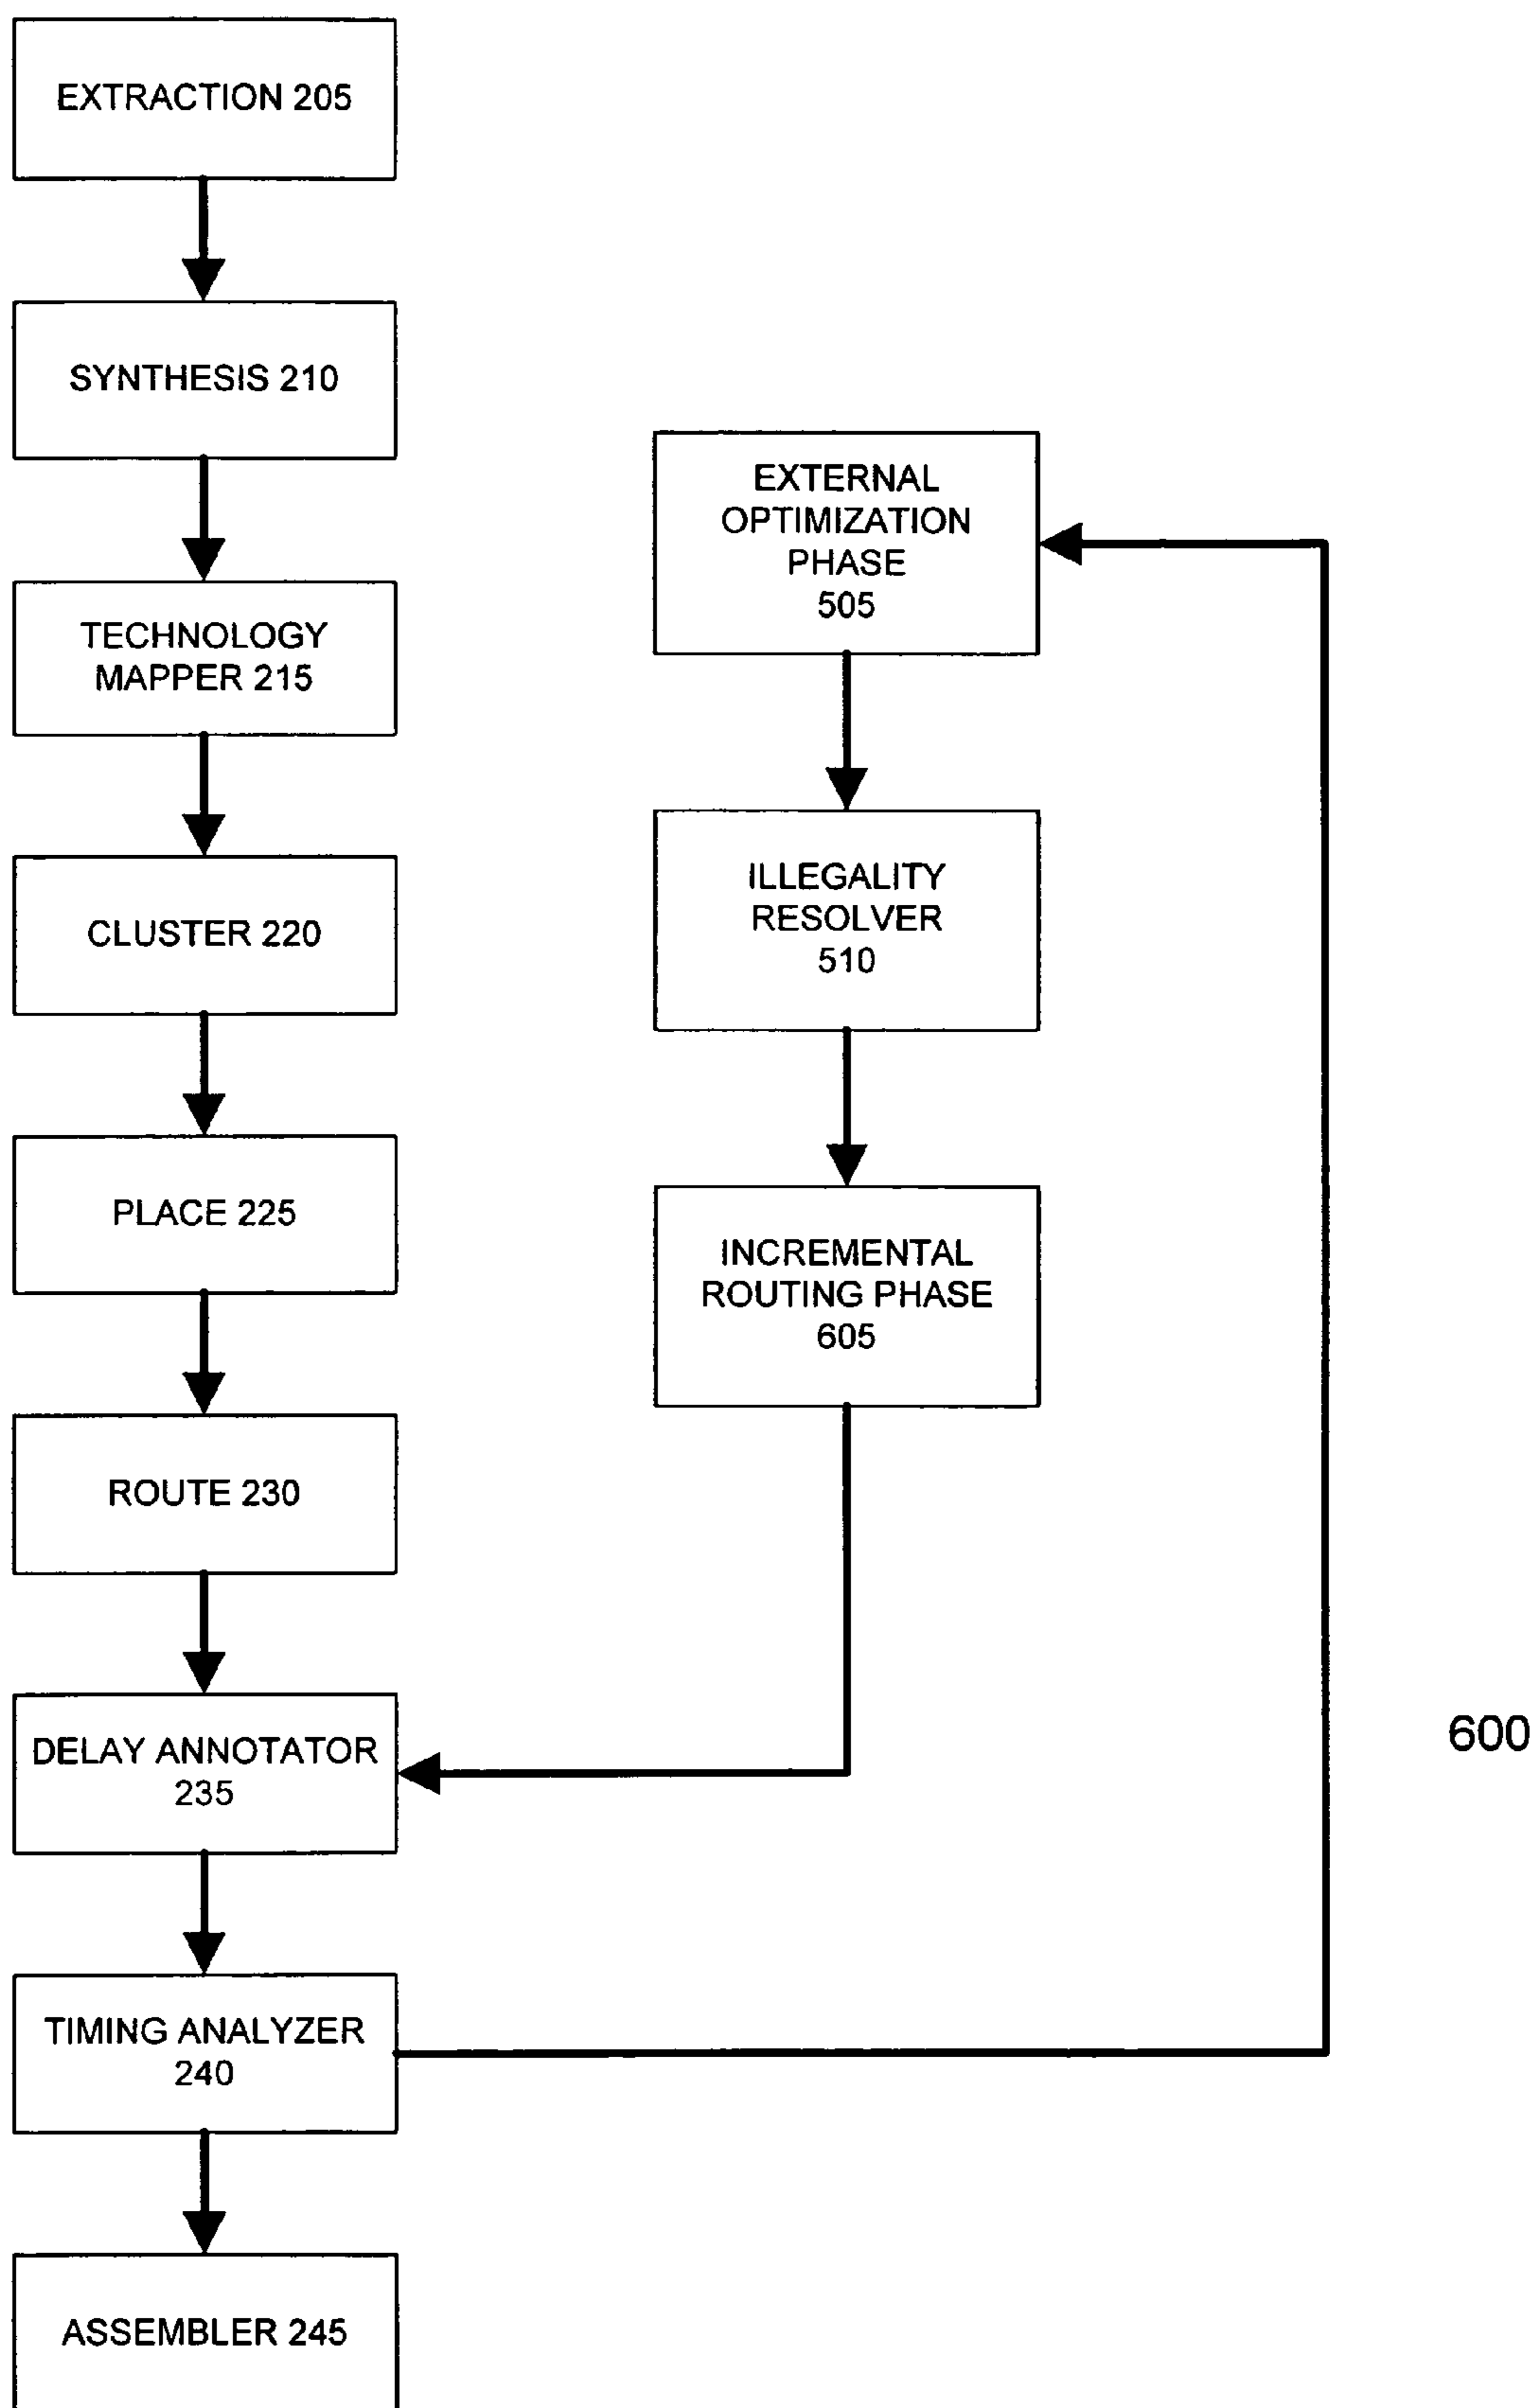 EXTRACTION 205
SYNTHESIS 210
TECHNOLOGY
MAPPER 215
CLUSTER 220
PLACE 225
ROUTE 230
DELAY ANNOTATOR
235
TIMING ANALYZER
240
ASSEMBLER 245
EXTERNAL
OPTIMIZATION
PHASE
505
ILLEGALITY
RESOLVER
510
INCREMENTAL
ROUTING PHASE
605
600